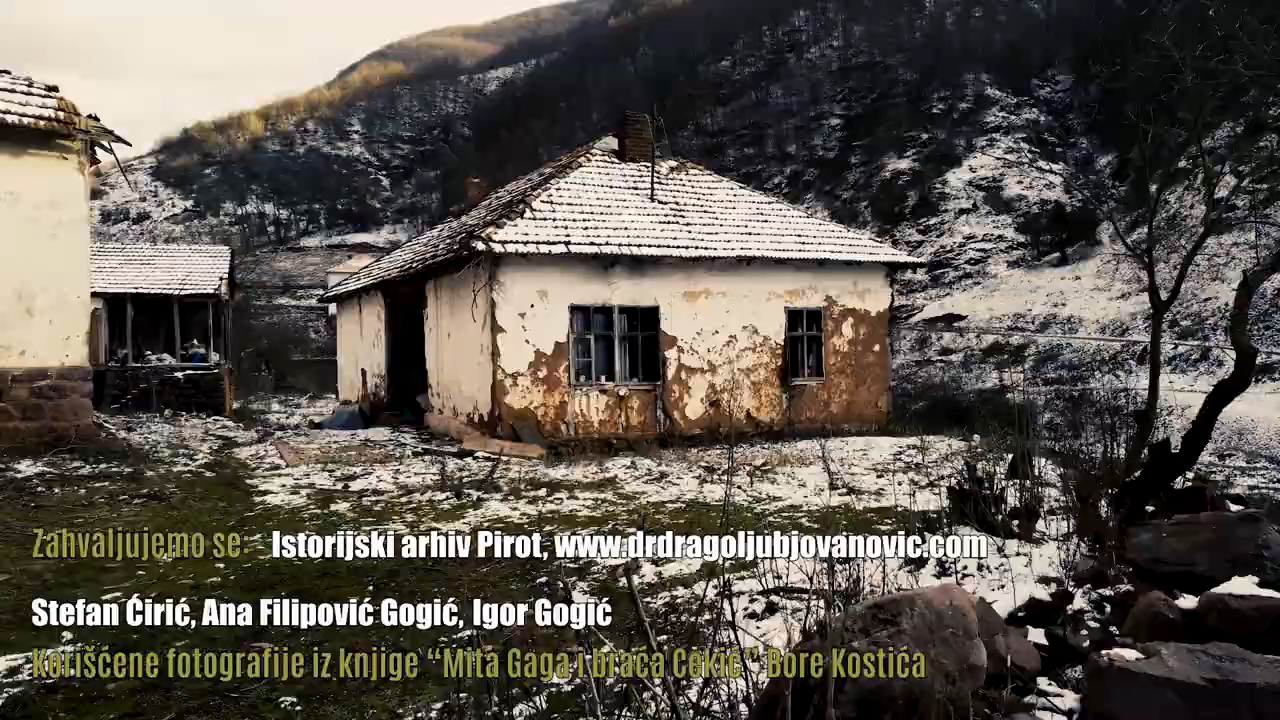 Zahvaljujemo se: Istorijski arhiv Pirot, www.drdragoljubjovanovic.com
Stefan Ćirić, Ana Filipović Gogić, Igor Gogić
Korišćene fotografije iz knjige “Mita Gaga i braća Cekić” Bore Kostića